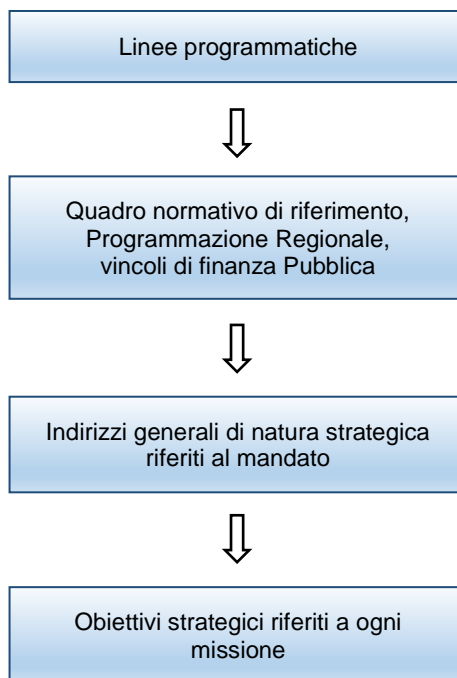 Linee programmatiche
Quadro normativo di riferimento,
Programmazione Regionale,
vincoli di finanza Pubblica
Indirizzi generali di natura strategica
riferiti al mandato
Obiettivi strategici riferiti a ogni
missione